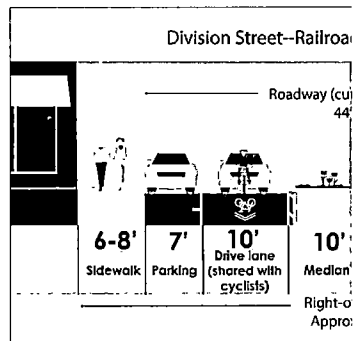 Division Street--Railroa
Roadway (cu
44'
6-8' 7' 10' 10'
Sidewalk Parking Drive lane Median
(shared with
cyclists)
Right-o
Appro